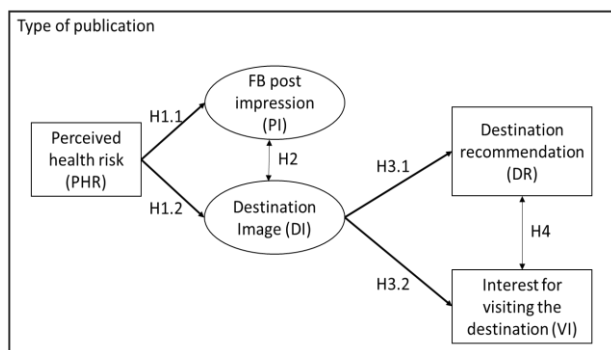 Type of publication
FB post
impression
(PI)
H1.1
Perceived
health risk
(PHR)
H2
H1.2
Destination
Image (DI)
H3.1
Destination
recommendation
(DR)
H4
H3.2
Interest for
visiting the
destination (VI)